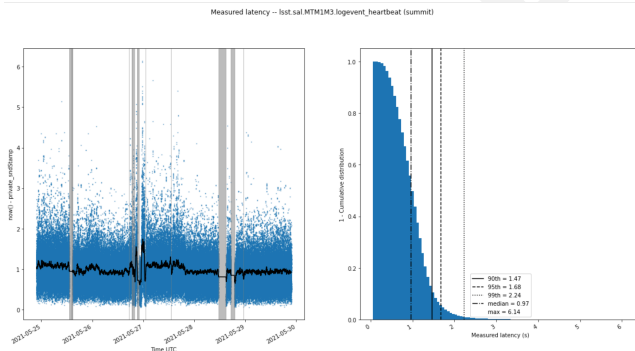 Measured latency -- lsst.sal.MTM1M3.logevent_heartbeat (summit)
now() - private_sndStamp
6
5
4
3
2
1
0
2021-05-25
2021-05-26
2021-05-27
2021-05-28
2021-05-29
2021-05-30
Time UTC
1 - Cumulative distribution
1.0
0.8
0.6
0.4
0.2
0.0
90th = 1.47
95th = 1.68
99th = 2.24
median = 0.97
max = 6.14
0
1
2
3
4
5
6
Measured latency (s)